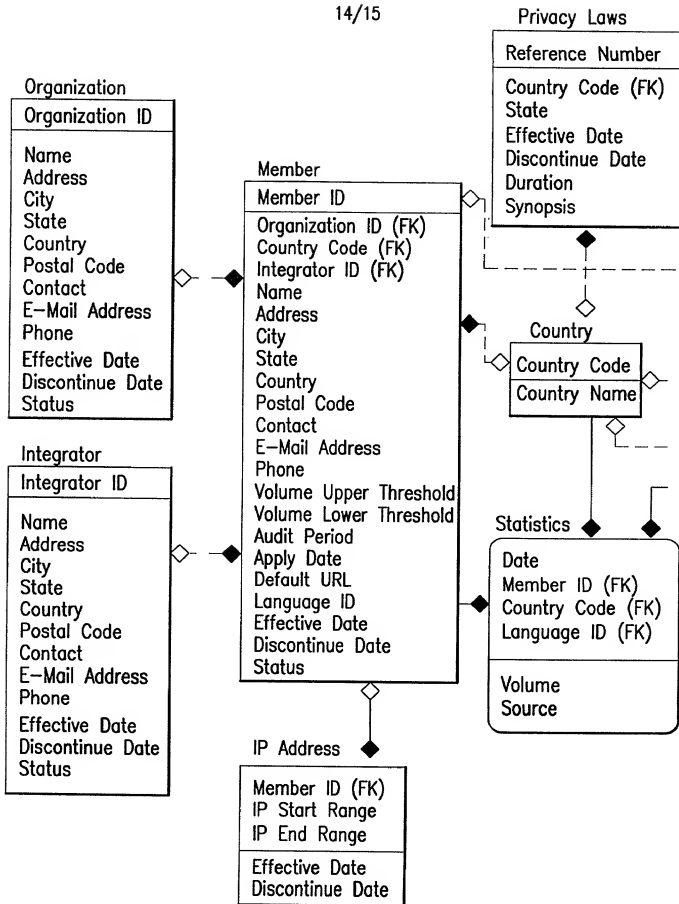 14/15
Organization
Organization ID
Name
Address
City
State
Country
Postal Code
Contact
E-Mail Address
Phone
Effective Date
Discontinue Date
Status
Integrator
Integrator ID
Name
Address
City
State
Country
Postal Code
Contact
E-Mail Address
Phone
Effective Date
Discontinue Date
Status
Member
Member ID
Organization ID (FK)
Country Code (FK)
Integrator ID (FK)
Name
Address
City
State
Country
Postal Code
Contact
E-Mail Address
Phone
Volume Upper Threshold
Volume Lower Threshold
Audit Period
Apply Date
Default URL
Language ID
Effective Date
Discontinue Date
Status
IP Address
Member ID (FK)
IP Start Range
IP End Range
Effective Date
Discontinue Date
Privacy Laws
Reference Number
Country Code (FK)
State
Effective Date
Discontinue Date
Duration
Synopsis
Country
Country Code
Country Name
Statistics
Date
Member ID (FK)
Country Code (FK)
Language ID (FK)
Volume
Source